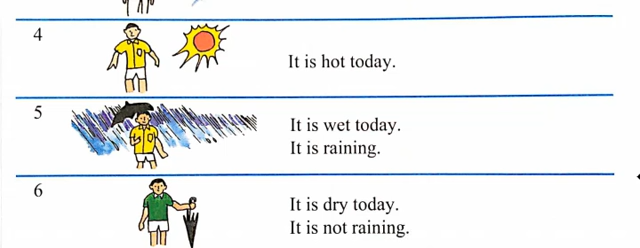 4
It is hot today.
5
It is wet today.
It is raining.
6
It is dry today.
It is not raining.